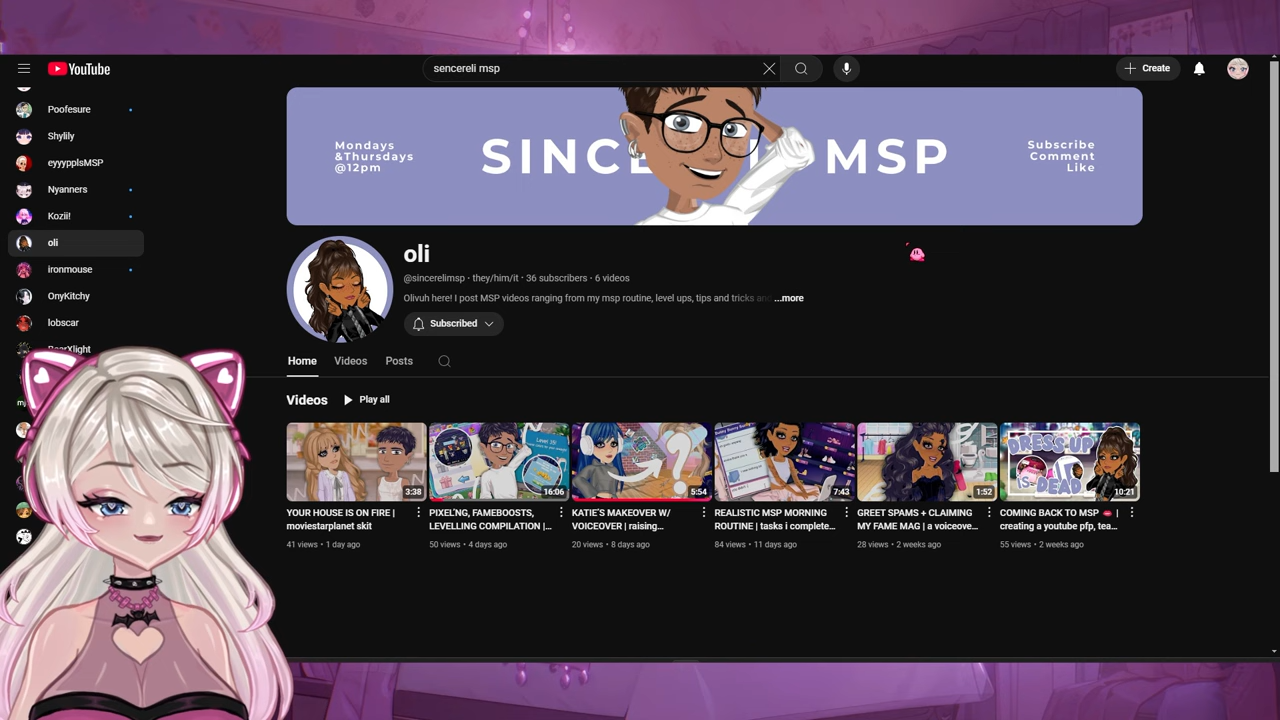 YouTube
sencereli msp
Create
Poofesure
Shylily
eyyypplsMSP
Nyanners
Kozii!
oli
ironmouse
OnyKitchy
lobscar
BearXlight
Mondays
&Thursdays
@12pm
SINCE
MSP
Subscribe
Comment
Like
oli
@sincerelimsp • they/him/it • 36 subscribers • 6 videos
Olivuh here! I post MSP videos ranging from my msp routine, level ups, tips and tricks and ...more
Subscribed
Home Videos Posts
Videos Play all
3:38
16:06
5:54
7:43
1:52
DRESS UP
IS
DEAD
10:21
YOUR HOUSE IS ON FIRE |
moviestarplanet skit
41 views • 1 day ago
PIXEL'NG, FAMEBOOSTS,
LEVELLING COMPILATION |...
50 views • 4 days ago
KATIE'S MAKEOVER W/
VOICEOVER | raising...
20 views • 8 days ago
REALISTIC MSP MORNING
ROUTINE | tasks i complete...
84 views • 11 days ago
GREET SPAMS + CLAIMING
MY FAME MAG | a voiceove...
28 views • 2 weeks ago
COMING BACK TO MSP 💋 |
creating a youtube pfp, tea...
55 views • 2 weeks ago